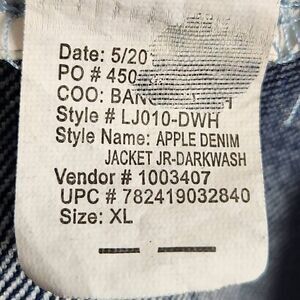 Date: 5/20
PO # 450
COO: BAN
Style # LJ010-DWH
Style Name: APPLE DENIM
JACKET JR-DARKWASH
Vendor # 1003407
UPC # 782419032840
Size: XL